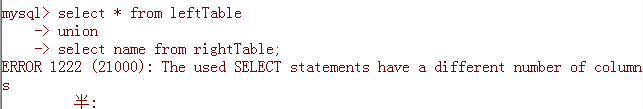 mysql> select * from leftTable
    -> union
    -> select name from rightTable;
ERROR 1222 (21000): The used SELECT statements have a different number of column
s
半: